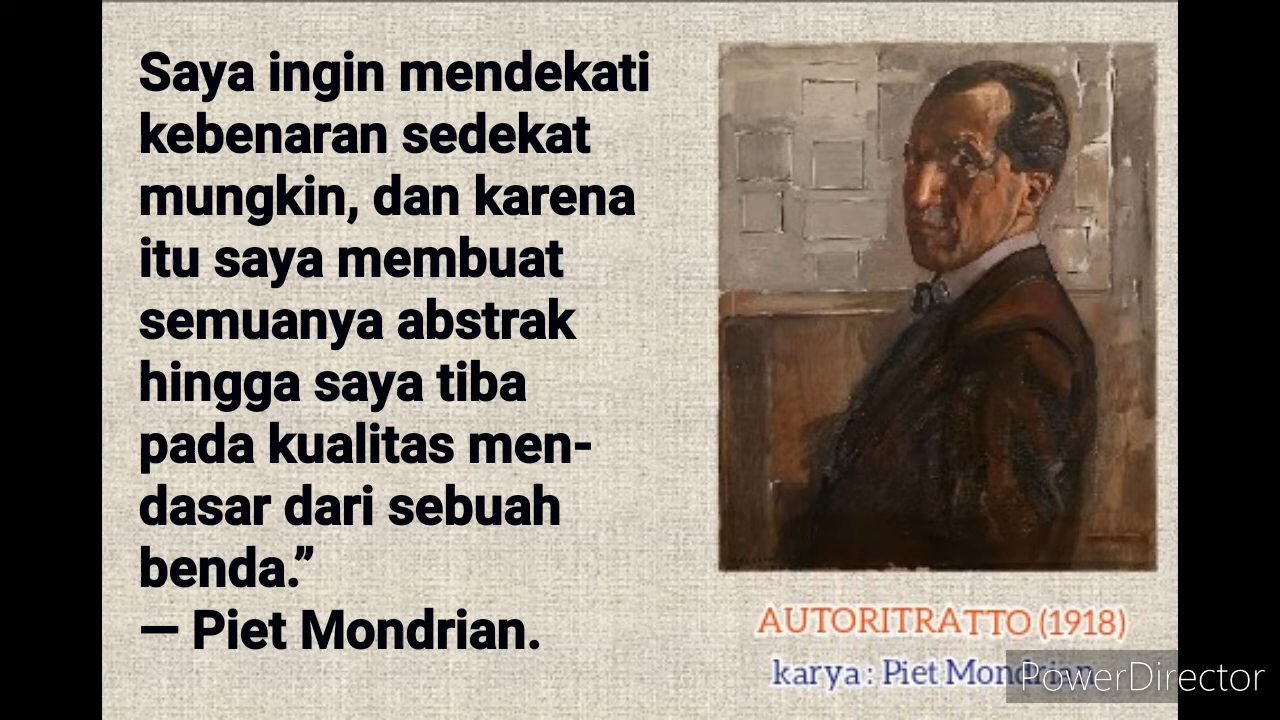 Saya ingin mendekati
kebenaran sedekat
mungkin, dan karena
itu saya membuat
semuanya abstrak
hingga saya tiba
pada kualitas men-
dasar dari sebuah
benda.”
— Piet Mondrian.
AUTORITRATTO (1918)
karya : Piet Mondrian
PowerDirector